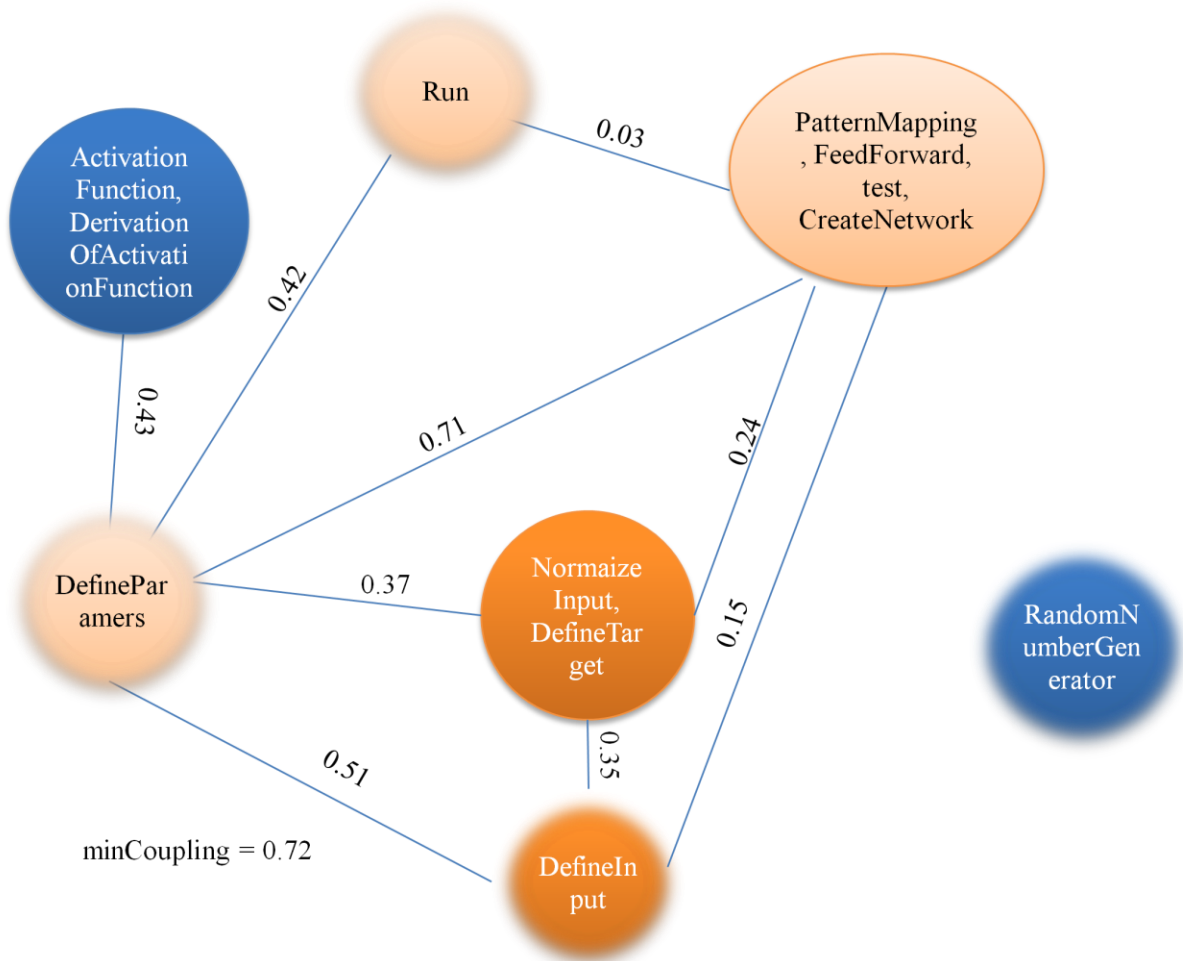 Run
0.03
PatternMapping
, FeedForward,
test,
CreateNetwork
Activation
Function,
Derivation
OfActivati
onFunction
0.42
0.43
0.71
0.24
DefinePar
amers
0.37
Normaize
Input,
DefineTar
get
0.15
RandomN
umberGen
erator
0.35
0.51
minCoupling = 0.72
DefineIn
put